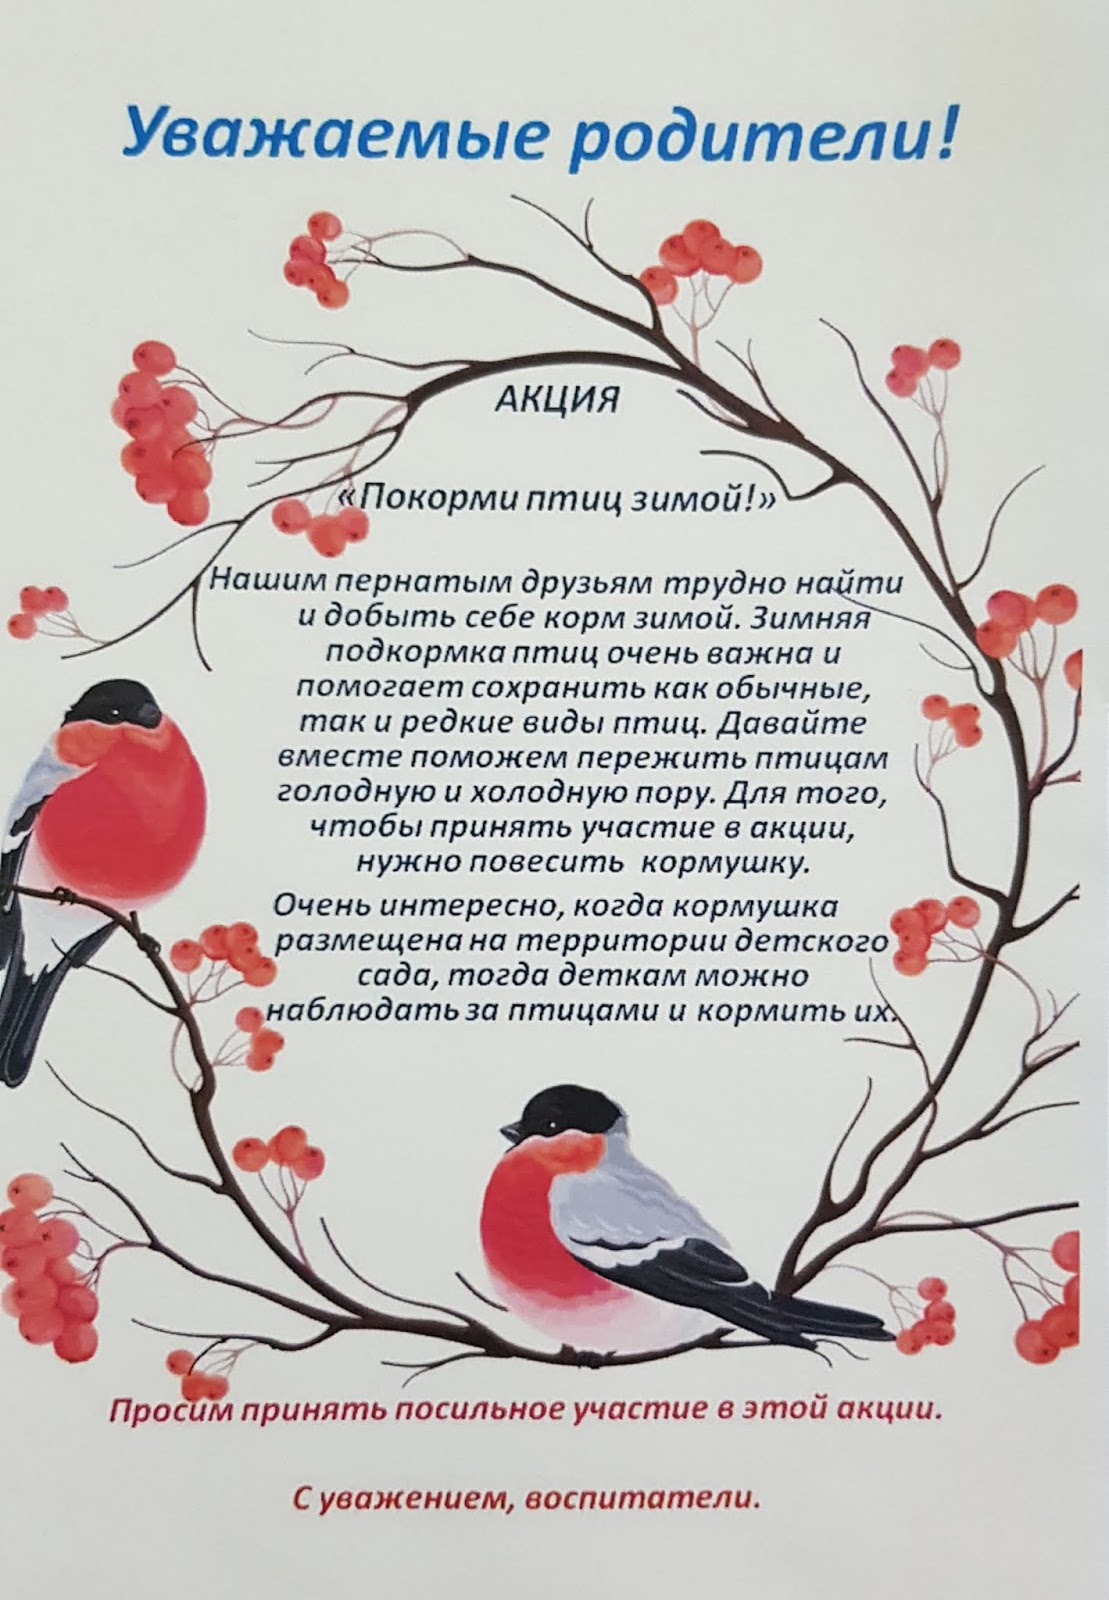 Уважаемые родители!
АКЦИЯ
«Покорми птиц зимой!»
Нашим пернатым друзьям трудно найти
и добыть себе корм зимой. Зимняя
подкормка птиц очень важна и
помогает сохранить как обычные,
так и редкие виды птиц. Давайте
вместе поможем пережить птицам
голодную и холодную пору. Для того,
чтобы принять участие в акции,
нужно повесить кормушку.
Очень интересно, когда кормушка
размещена на территории детского
сада, тогда деткам можно
наблюдать за птицами и кормить их.
Просим принять посильное участие в этой акции.
С уважением, воспитатели.